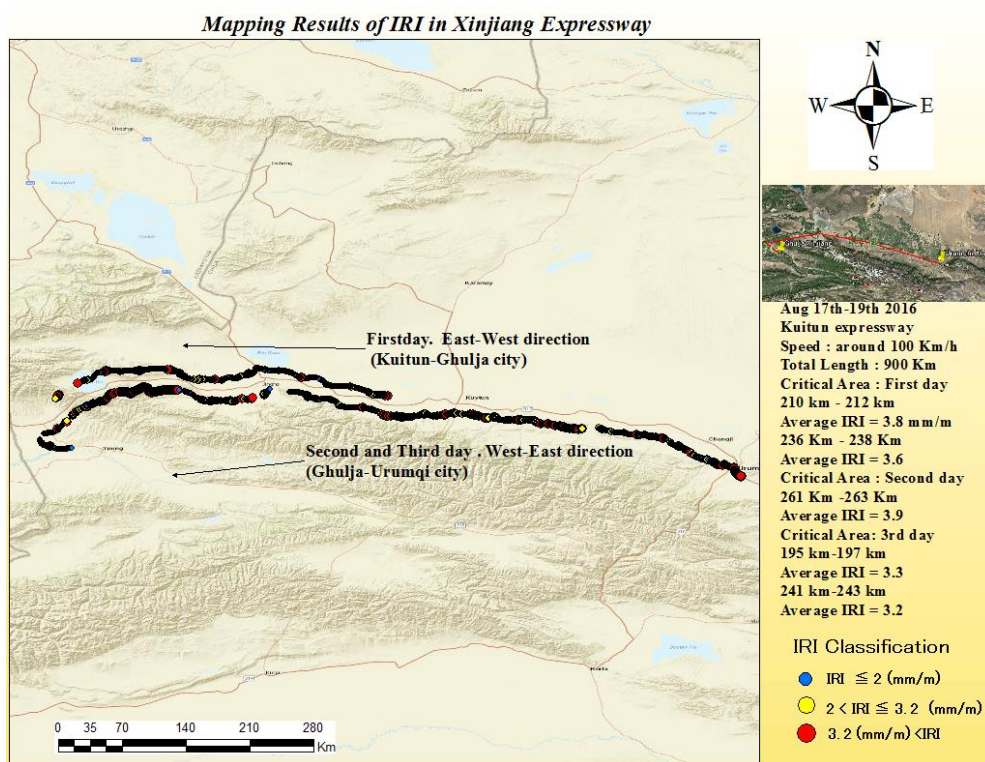 Mapping Results of IRI in Xinjiang Expressway
N
W
E
S
Firstday. East-West direction
(Kuitun-Ghulja city)
Second and Third day . West-East direction
(Ghulja-Urumqi city)
Kuytun
Changji
Karamay
Aug 17th-19th 2016
Kuitun expressway
Speed : around 100 Km/h
Total Length : 900 Km
Critical Area : First day
210 km - 212 km
Average IRI = 3.8 mm/m
236 Km - 238 Km
Average IRI = 3.6
Critical Area : Second day
261 Km -263 Km
Average IRI = 3.9
Critical Area: 3rd day
195 km-197 km
Average IRI = 3.3
241 km-243 km
Average IRI = 3.2
IRI Classification
IRI ≦ 2 (mm/m)
2 < IRI ≦ 3.2 (mm/m)
3.2 (mm/m) <IRI
0 35 70 140 210 280
Km